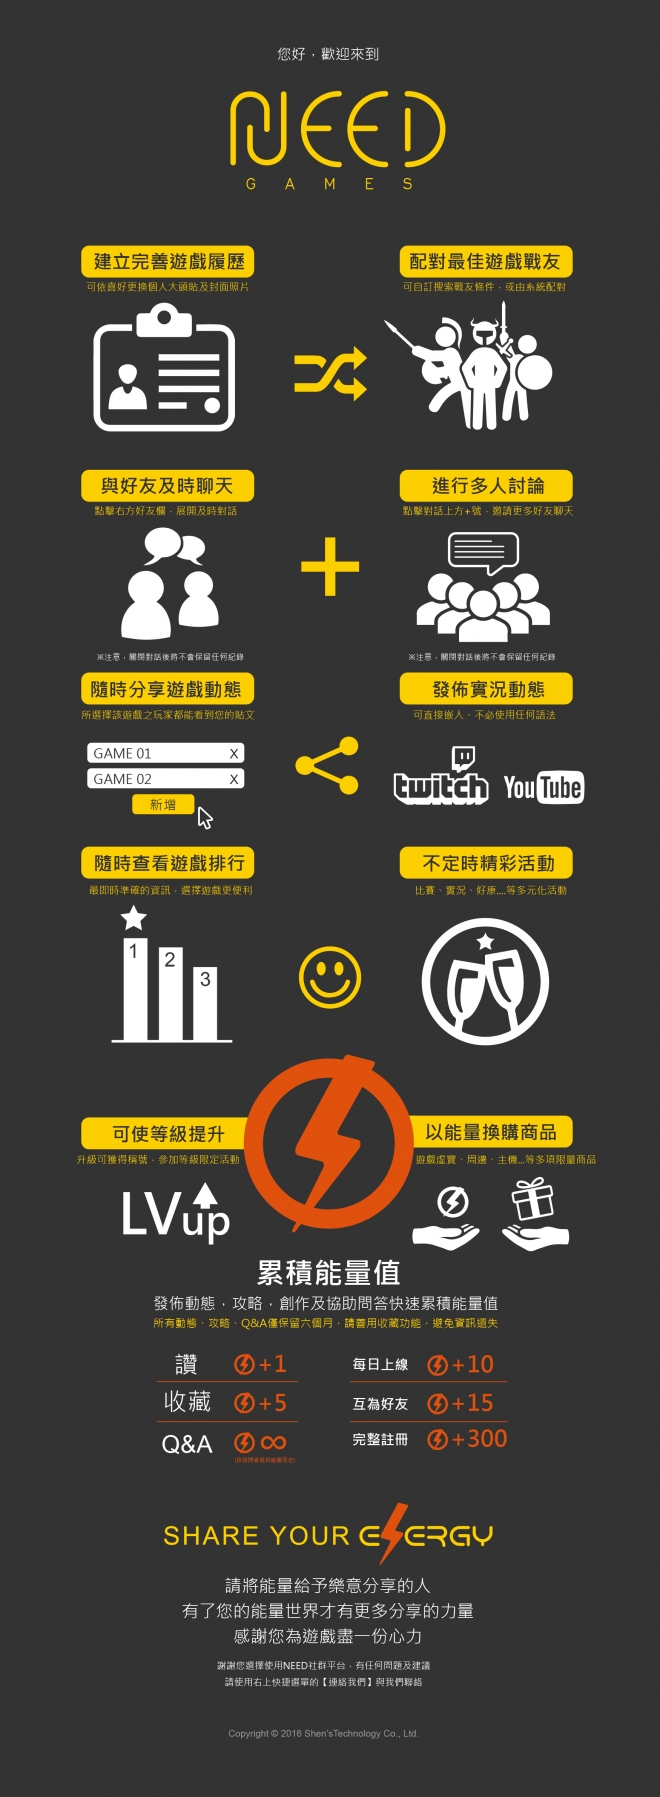 您好，歡迎來到
NEED
GAMES
建立完善遊戲履歷
可依喜好更換個人大頭貼及封面照片
配對最佳遊戲戰友
可自訂搜索戰友條件，或由系統配對
與好友及時聊天
點擊右方好友欄，展開及時對話
進行多人討論
點擊對話上方+號，邀請更多好友聊天
※注意，關閉對話後將不會保留任何紀錄
※注意，關閉對話後將不會保留任何紀錄
隨時分享遊戲動態
所選擇該遊戲之玩家都能看到您的貼文
發佈實況動態
可直接嵌入、不必使用任何語法
GAME 01 X
GAME 02 X
新增
twitch
YouTube
隨時查看遊戲排行
最即時準確的資訊，選擇遊戲更便利
不定時精彩活動
比賽、實況、好康....等多元化活動
1
2
3
可使等級提升
升級可獲得稱號，參加等級限定活動
以能量換購商品
遊戲虛寶、周邊、主機...等多項限量商品
LVup
累積能量值
發佈動態，攻略，創作及協助問答快速累積能量值
所有動態、攻略、Q&A僅保留六個月，請善用收藏功能，避免資訊遺失
讚 +1
每日上線 +10
收藏 +5
互為好友 +15
Q&A ∞
完整註冊 +300
SHARE YOUR ENERGY
請將能量給予樂意分享的人
有了您的能量世界才有更多分享的力量
感謝您為遊戲盡一份心力
謝謝您選擇使用NEED社群平台，有任何問題及建議
請使用右上快捷選單的【連絡我們】與我們聯絡
Copyright © 2016 Shen'sTechnology Co., Ltd.